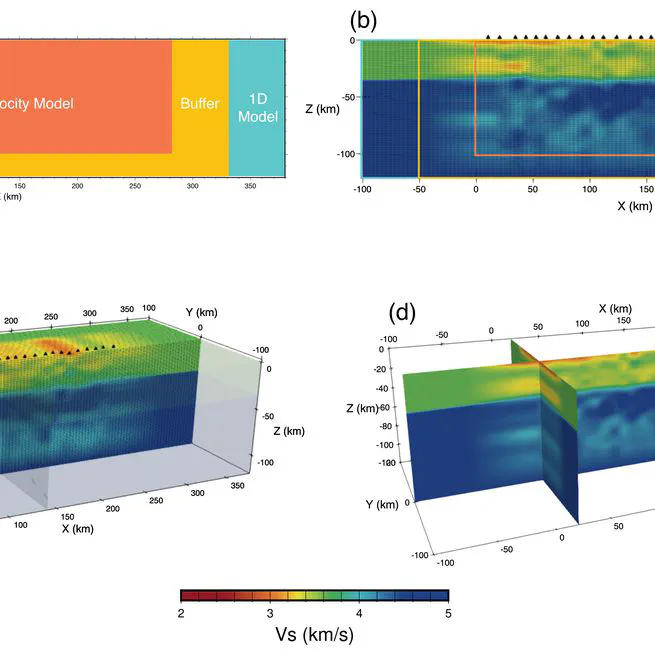 (b)
ocity Model
Buffer
1D
Model
150 200 250 300 350
(km)
0
Z (km)
-50
-100
-100 -50 0 50 100 150
X (km)
200 250 300 350 100
Y (km)
0
-100
0
-50
Z (km)
-100
350
300
250
200
150
100
X (km)
(d)
X (km)
-100 -50 0 50 100 150
0
-20
-40
Z (km) -60
-80
-100
Y (km) 0
-100
-100 -50 0 50
2 3 4 5
Vs (km/s)